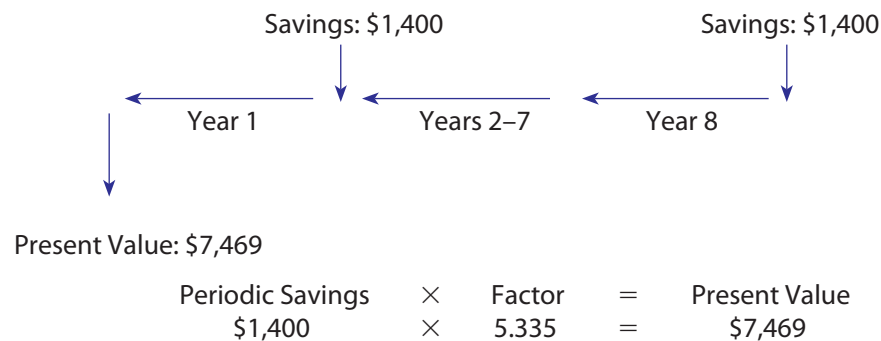 Savings: $1,400 Savings: $1,400
Year 1 Years 2–7 Year 8
Present Value: $7,469
Periodic Savings × Factor = Present Value
$1,400 × 5.335 = $7,469